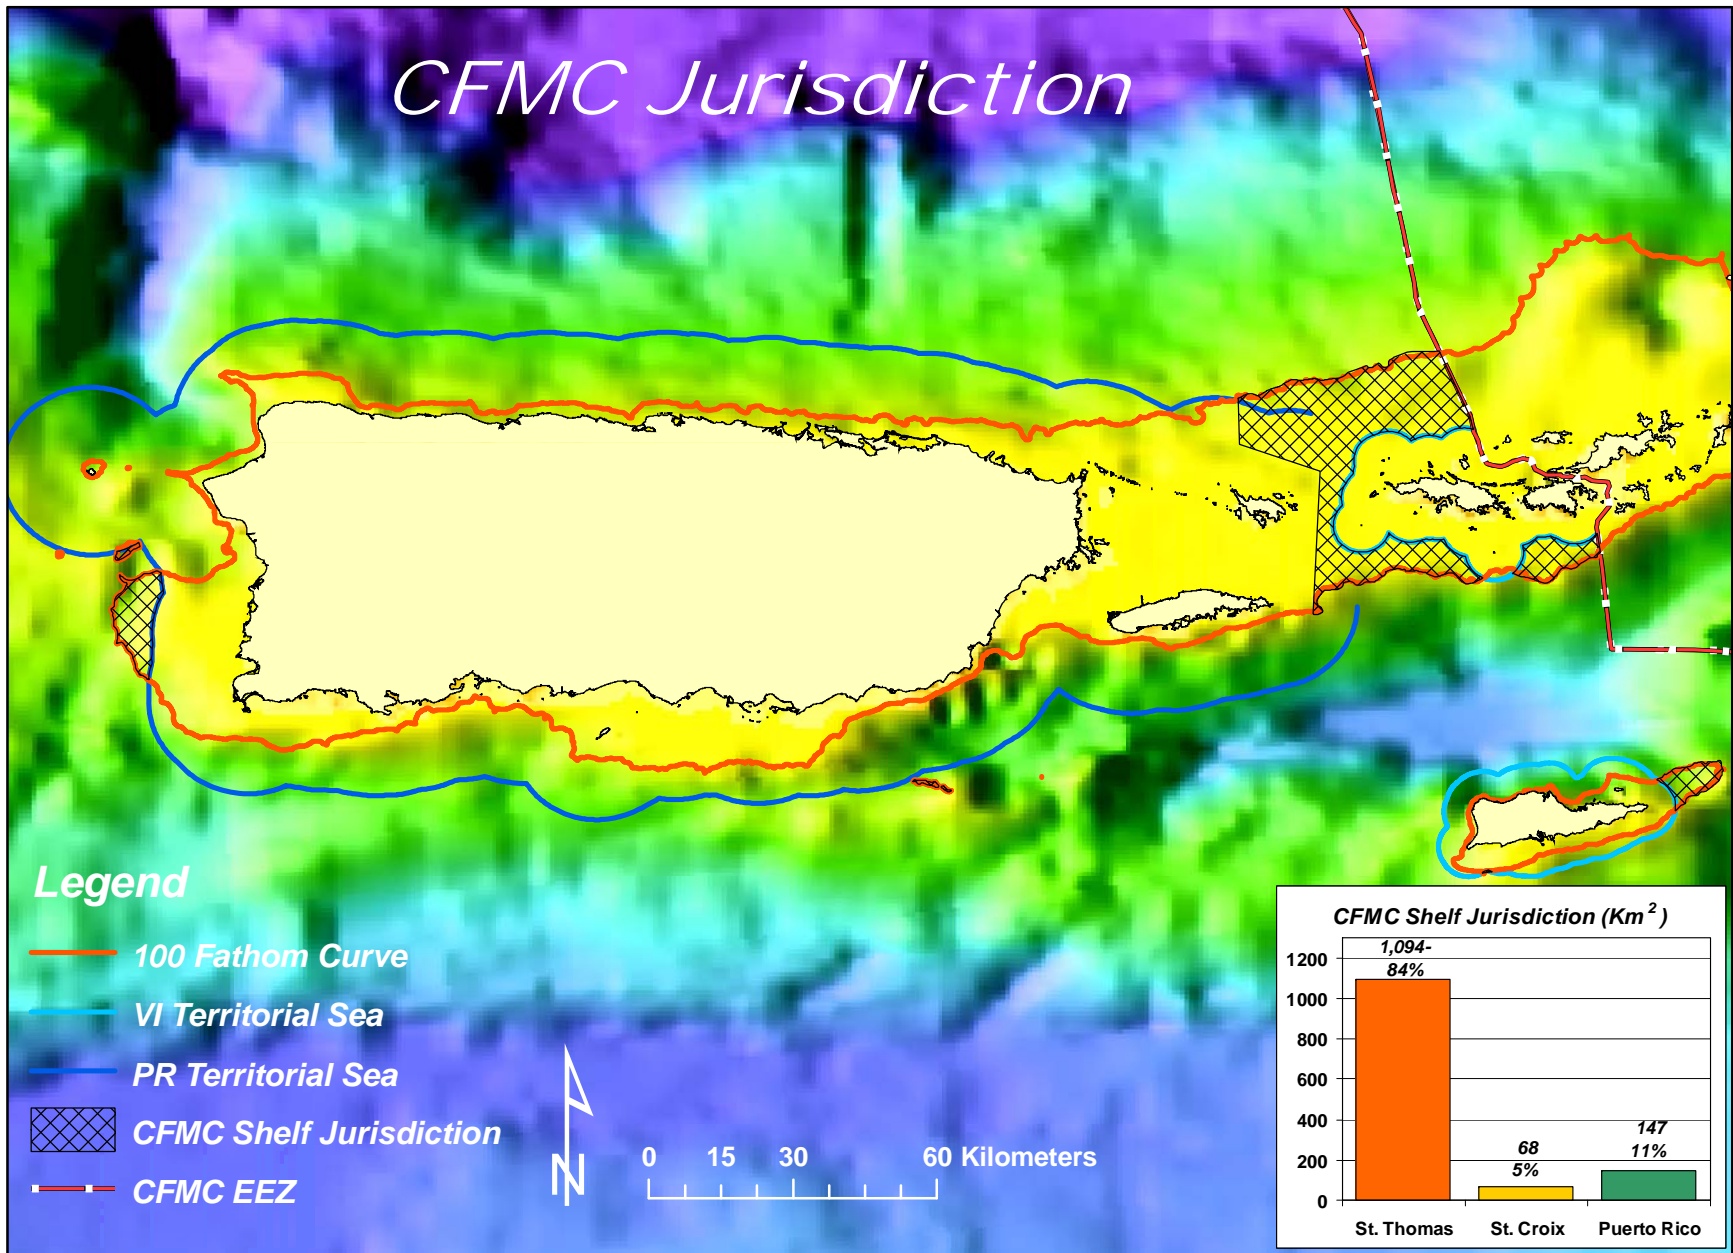 CFMC Jurisdiction
Legend
100 Fathom Curve
VI Territorial Sea
PR Territorial Sea
CFMC Shelf Jurisdiction
CFMC EEZ
N
0 15 30 60 Kilometers
CFMC Shelf Jurisdiction (Km²)
1,094-
84%
68
5%
147
11%
1200
1000
800
600
400
200
0
St. Thomas St. Croix Puerto Rico